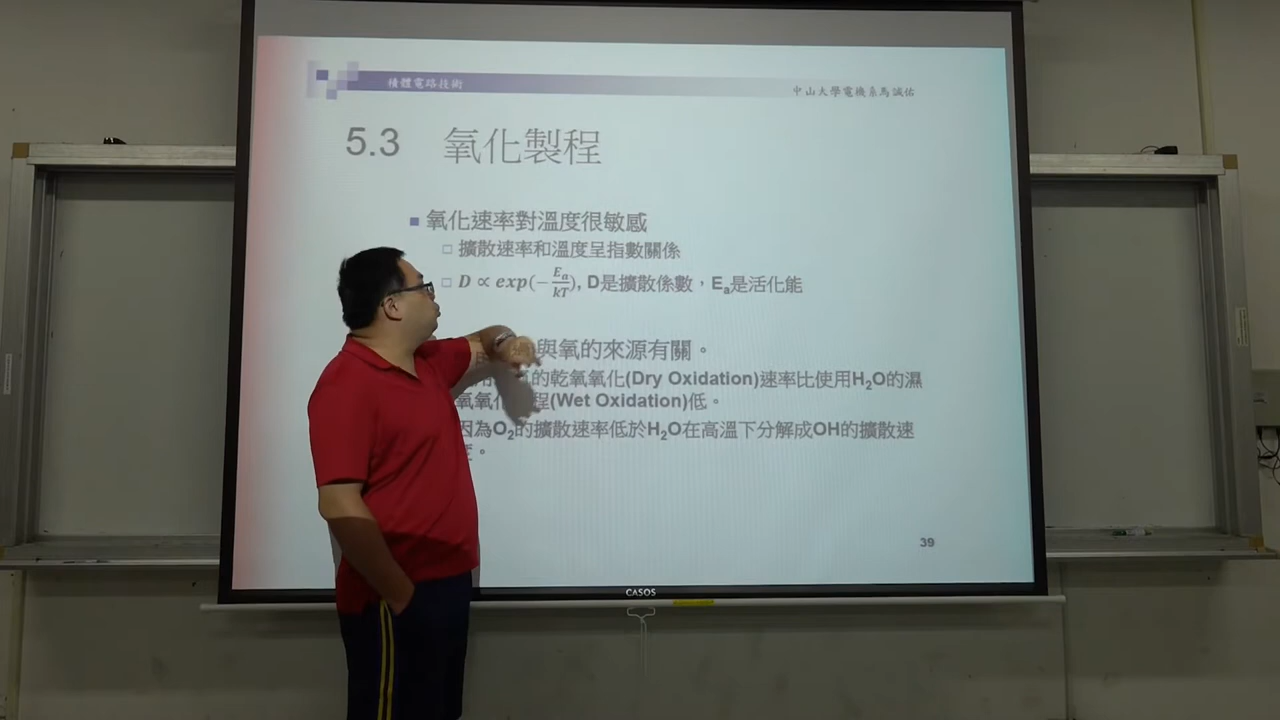 積體電路技術
中山大學電機系馬誠佑
5.3 氧化製程
氧化速率對溫度很敏感
擴散速率和溫度呈指數關係
D ∝ exp(−Ea/kT), D是擴散係數，Ea是活化能
與氧的來源有關。
的乾氧氧化(Dry Oxidation)速率比使用H2O的濕
氧氧化 程(Wet Oxidation)低。
因為O2的擴散速率低於H2O在高溫下分解成OH的擴散速
。
39
CASOS